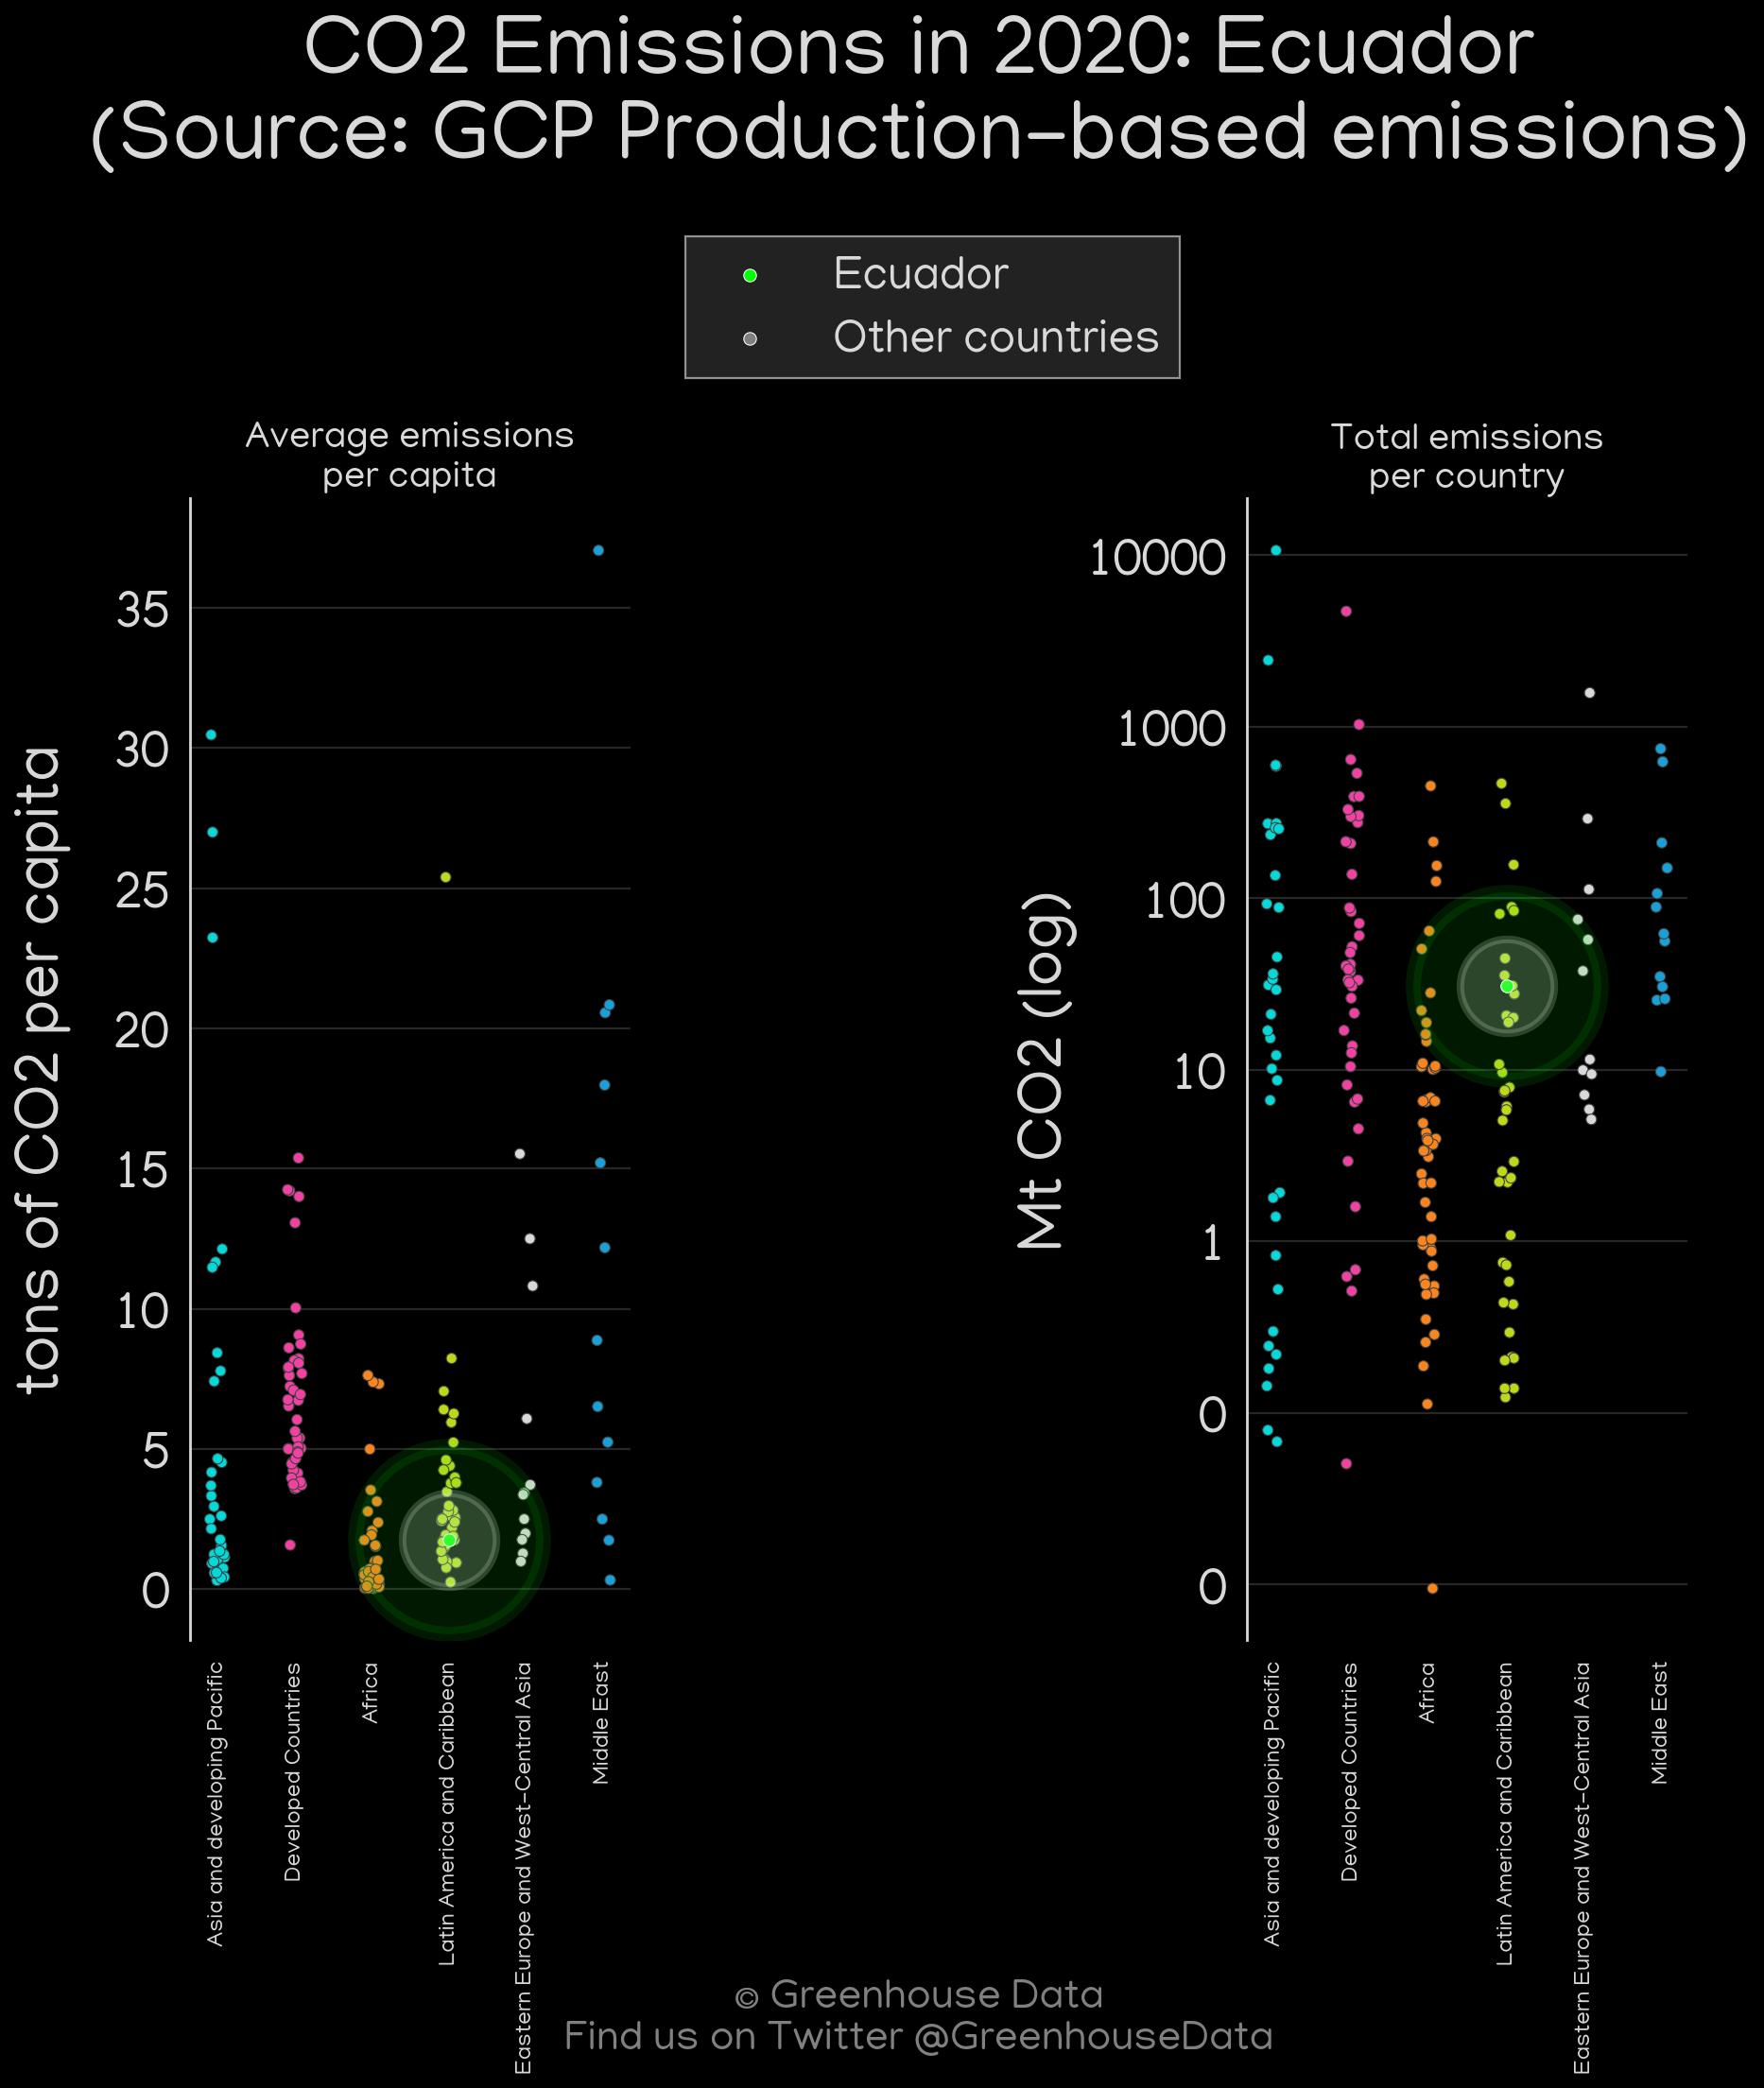 CO2 Emissions in 2020: Ecuador
(Source: GCP Production-based emissions)
Ecuador
Other countries
Average emissions
per capita
tons of CO2 per capita
35
30
25
20
15
10
5
0
Asia and developing Pacific
Developed Countries
Africa
Latin America and Caribbean
Eastern Europe and West-Central Asia
Middle East
Total emissions
per country
Mt CO2 (log)
10000
1000
100
10
1
0
0
Asia and developing Pacific
Developed Countries
Africa
Latin America and Caribbean
Eastern Europe and West-Central Asia
Middle East
© Greenhouse Data
Find us on Twitter @GreenhouseData